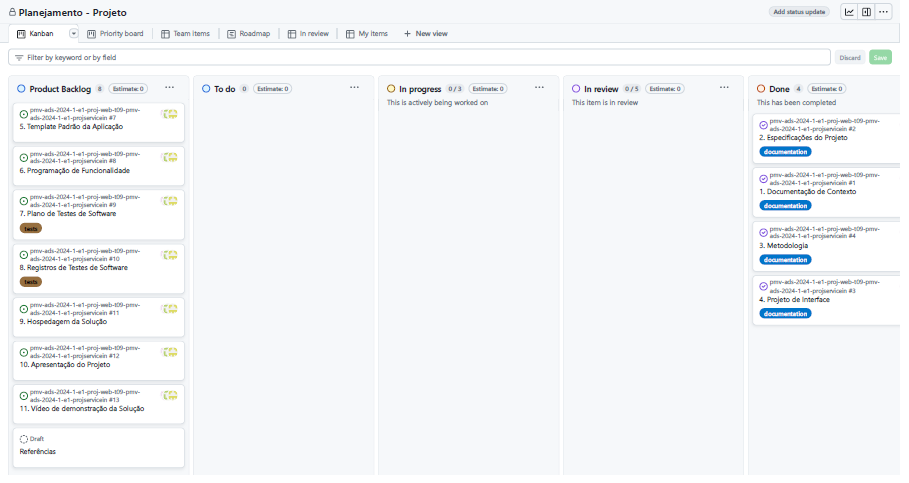 Planejamento - Projeto
Add status update
Kanban
Priority board
Team items
Roadmap
In review
My items
+ New view
Filter by keyword or by field
Discard
Save
Product Backlog 8 Estimate: 0
pmv-ads-2024-1-e1-proj-web-t09-pmv-
ads-2024-1-e1-projservicein #7
5. Template Padrão da Aplicação
pmv-ads-2024-1-e1-proj-web-t09-pmv-
ads-2024-1-e1-projservicein #8
6. Programação de Funcionalidade
pmv-ads-2024-1-e1-proj-web-t09-pmv-
ads-2024-1-e1-projservicein #9
7. Plano de Testes de Software
tests
pmv-ads-2024-1-e1-proj-web-t09-pmv-
ads-2024-1-e1-projservicein #10
8. Registros de Testes de Software
tests
pmv-ads-2024-1-e1-proj-web-t09-pmv-
ads-2024-1-e1-projservicein #11
9. Hospedagem da Solução
pmv-ads-2024-1-e1-proj-web-t09-pmv-
ads-2024-1-e1-projservicein #12
10. Apresentação do Projeto
pmv-ads-2024-1-e1-proj-web-t09-pmv-
ads-2024-1-e1-projservicein #13
11. Vídeo de demonstração da Solução
Draft
Referências
To do 0 Estimate: 0
In progress 0 / 3 Estimate: 0
This is actively being worked on
In review 0 / 5 Estimate: 0
This item is in review
Done 4 Estimate: 0
This has been completed
pmv-ads-2024-1-e1-proj-web-t09-pmv-
ads-2024-1-e1-projservicein #2
2. Especificações do Projeto
documentation
pmv-ads-2024-1-e1-proj-web-t09-pmv-
ads-2024-1-e1-projservicein #1
1. Documentação de Contexto
documentation
pmv-ads-2024-1-e1-proj-web-t09-pmv-
ads-2024-1-e1-projservicein #4
3. Metodologia
documentation
pmv-ads-2024-1-e1-proj-web-t09-pmv-
ads-2024-1-e1-projservicein #3
4. Projeto de Interface
documentation